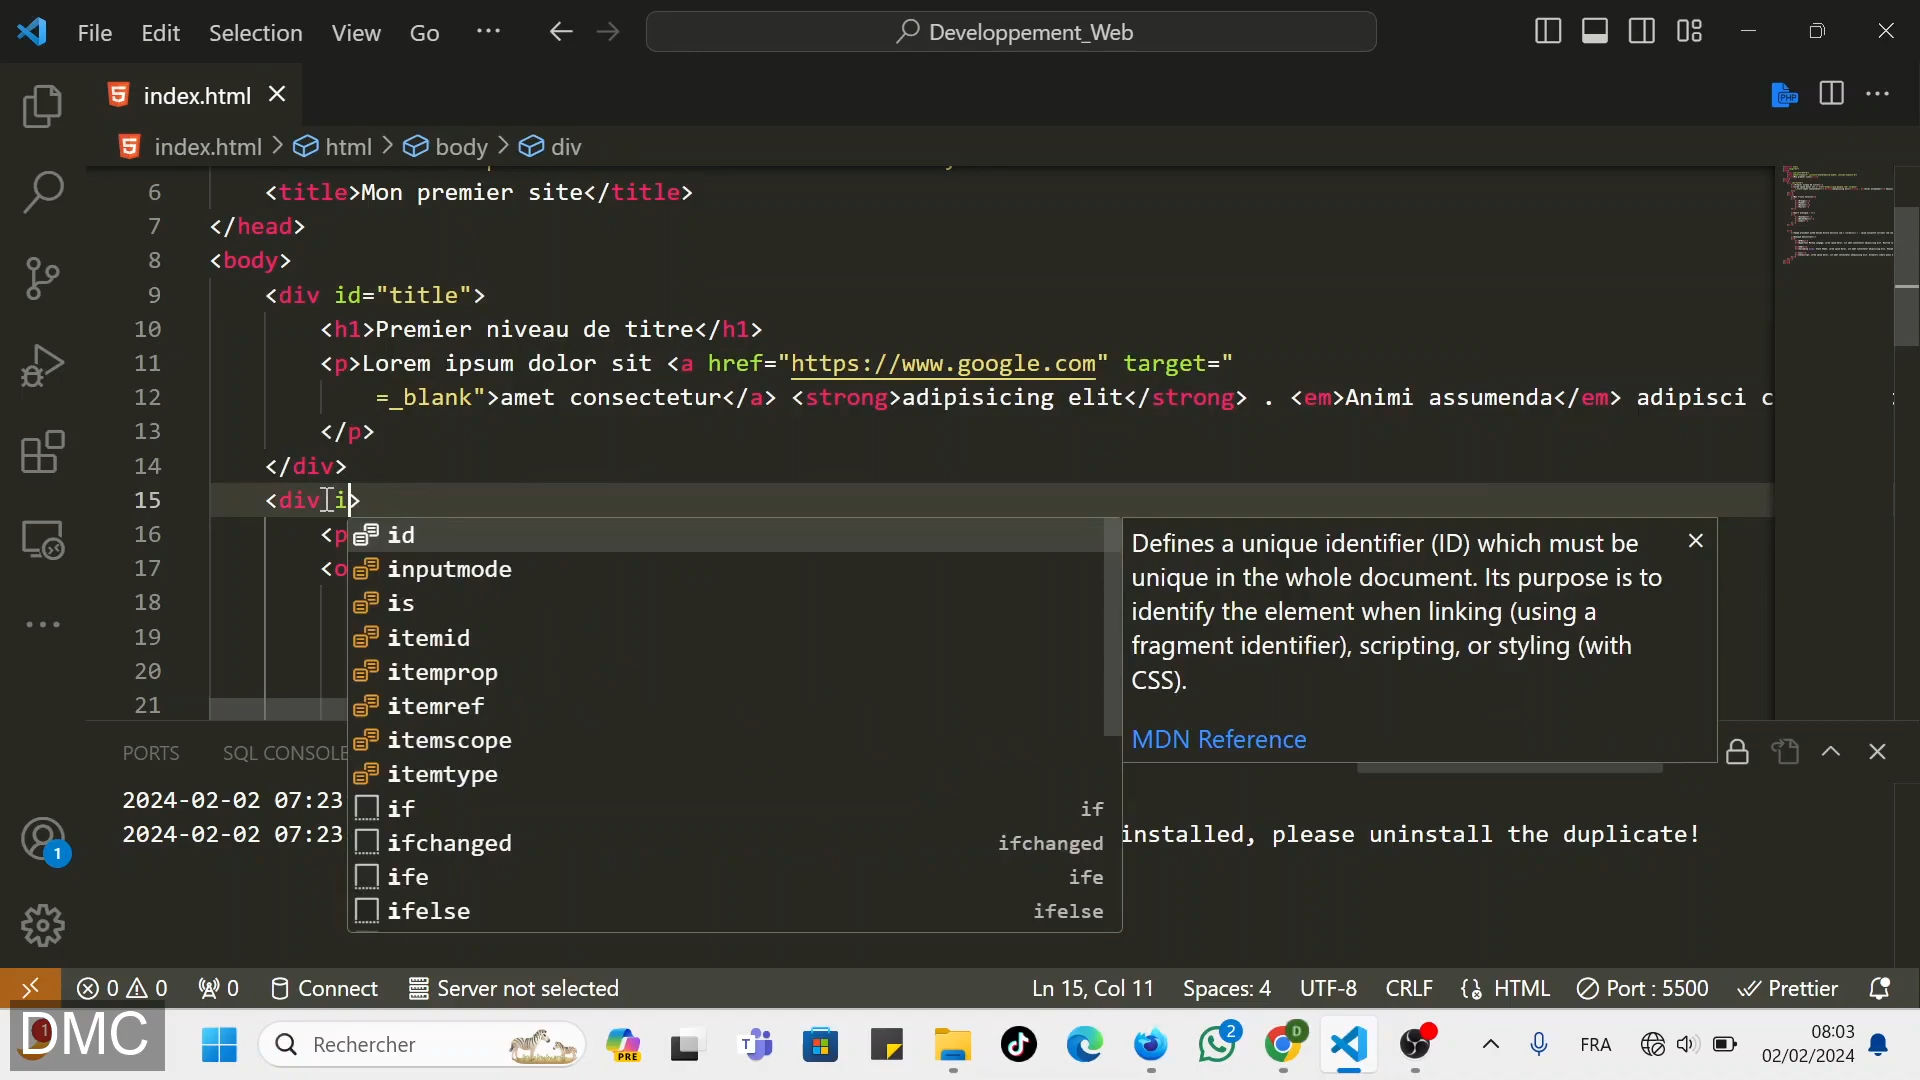 File Edit Selection View Go ··· Developpement_Web
index.html
PHP
index.html > html > body > div
6 <title>Mon premier site</title>
7 </head>
8 <body>
9 <div id="title">
10 <h1>Premier niveau de titre</h1>
11 <p>Lorem ipsum dolor sit <a href="https://www.google.com" target="
12 =_blank">amet consectetur</a> <strong>adipisicing elit</strong> . <em>Animi assumenda</em> adipisci c
13 </p>
14 </div>
15 <div i>
16 <p
17 <o
18
19
20
21
id
inputmode
is
itemid
itemprop
itemref
itemscope
itemtype
if if
ifchanged ifchanged
ife ife
ifelse ifelse
Defines a unique identifier (ID) which must be
unique in the whole document. Its purpose is to
identify the element when linking (using a
fragment identifier), scripting, or styling (with
CSS).
MDN Reference
PORTS SQL CONSOLE
2024-02-02 07:23
2024-02-02 07:23 installed, please uninstall the duplicate!
1
0 0 0 Connect Server not selected Ln 15, Col 11 Spaces: 4 UTF-8 CRLF HTML Port : 5500 Prettier
DMC
1
Rechercher
PRE
2
D
FRA
08:03
02/02/2024